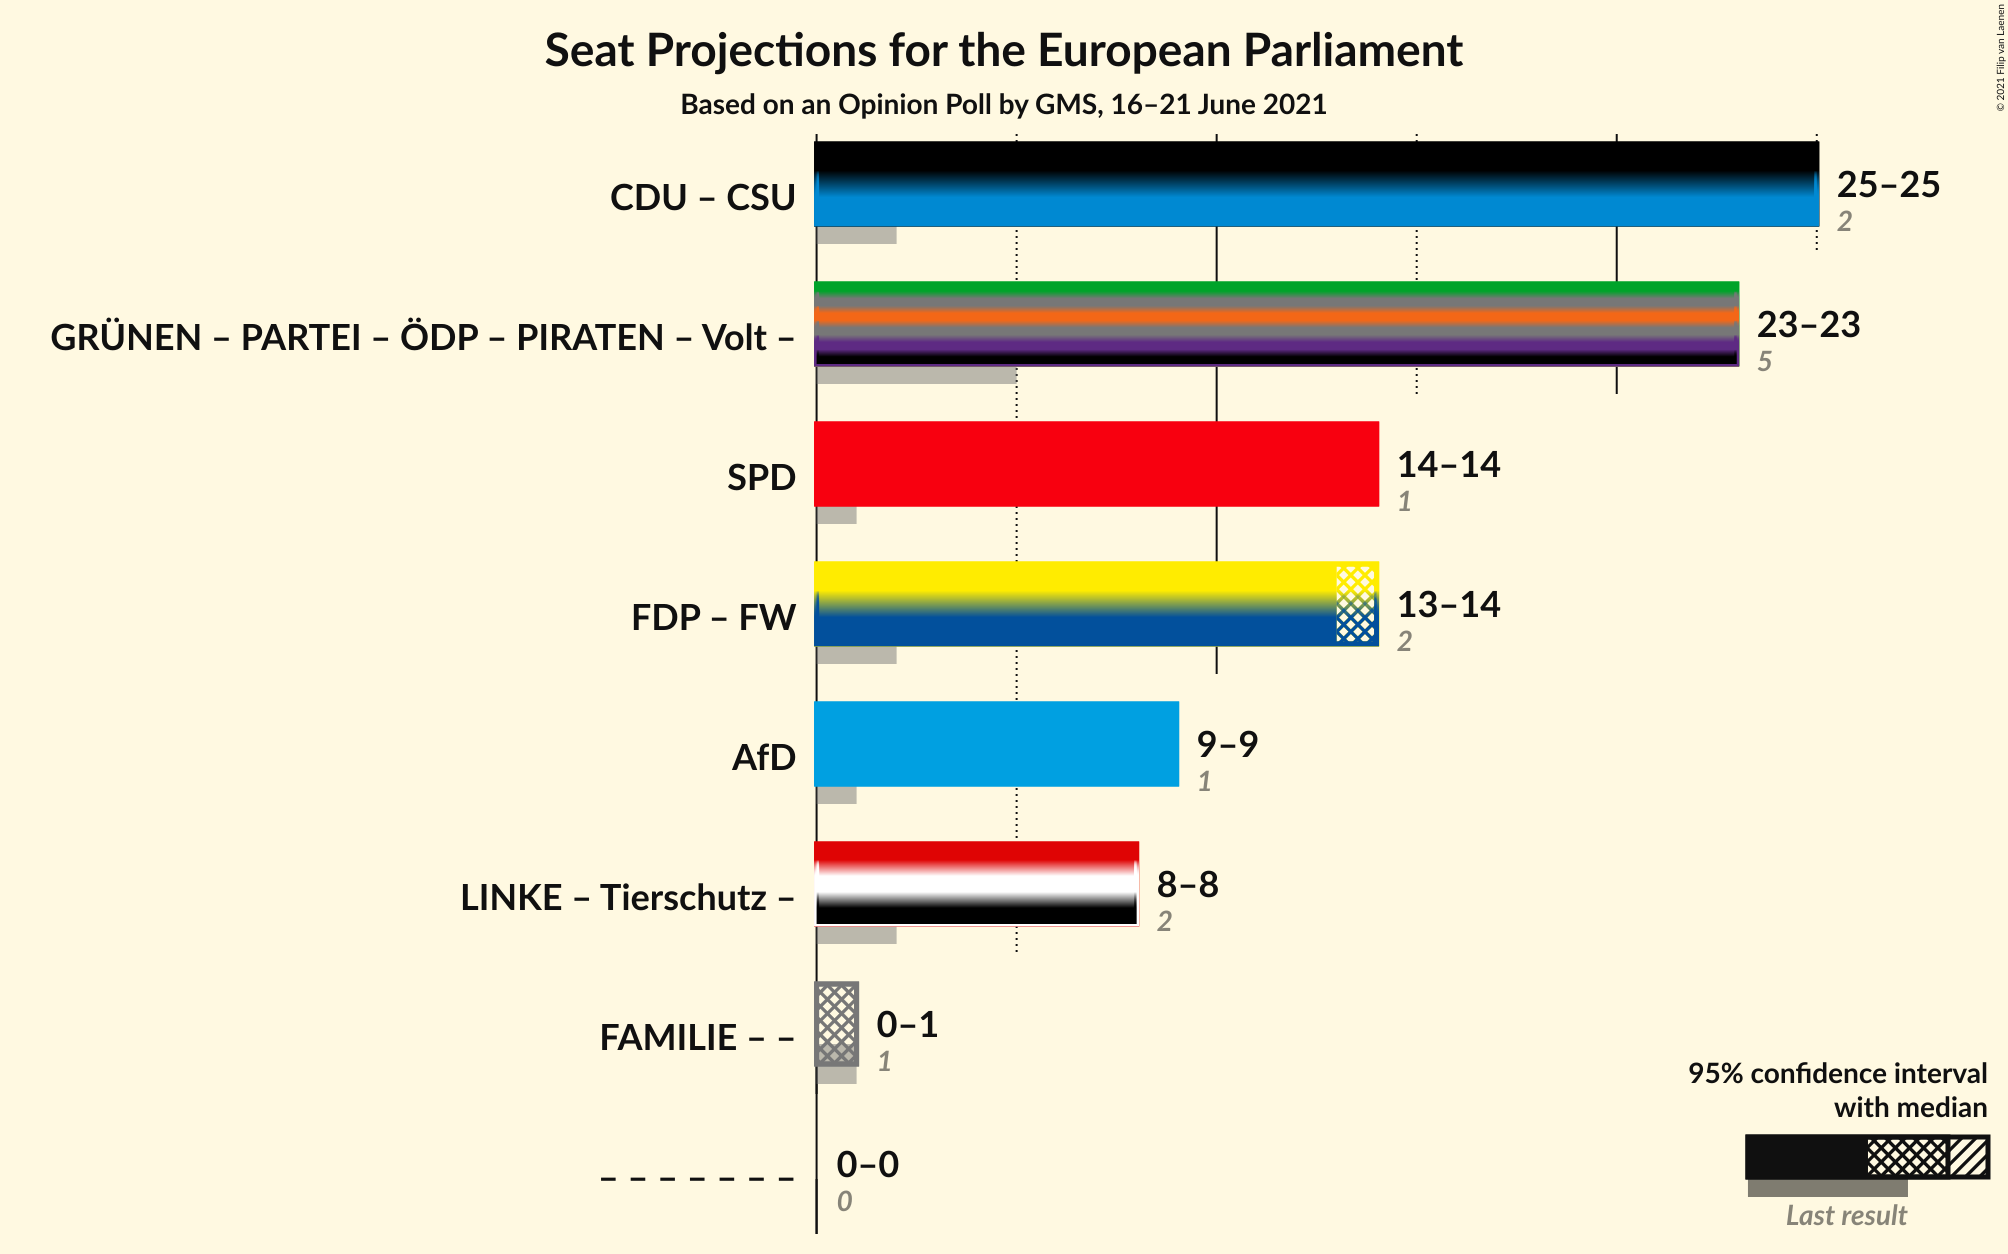 Seat Projections for the European Parliament
Based on an Opinion Poll by GMS, 16–21 June 2021
© 2021 Filip van Laenen
CDU – CSU
25–25
2
GRÜNEN – PARTEI – ÖDP – PIRATEN – Volt –
23–23
5
SPD
14–14
1
FDP – FW
13–14
2
AfD
9–9
1
LINKE – Tierschutz –
8–8
2
FAMILIE – –
0–1
1
– – – – – – –
0–0
0
95% confidence interval
with median
Last result